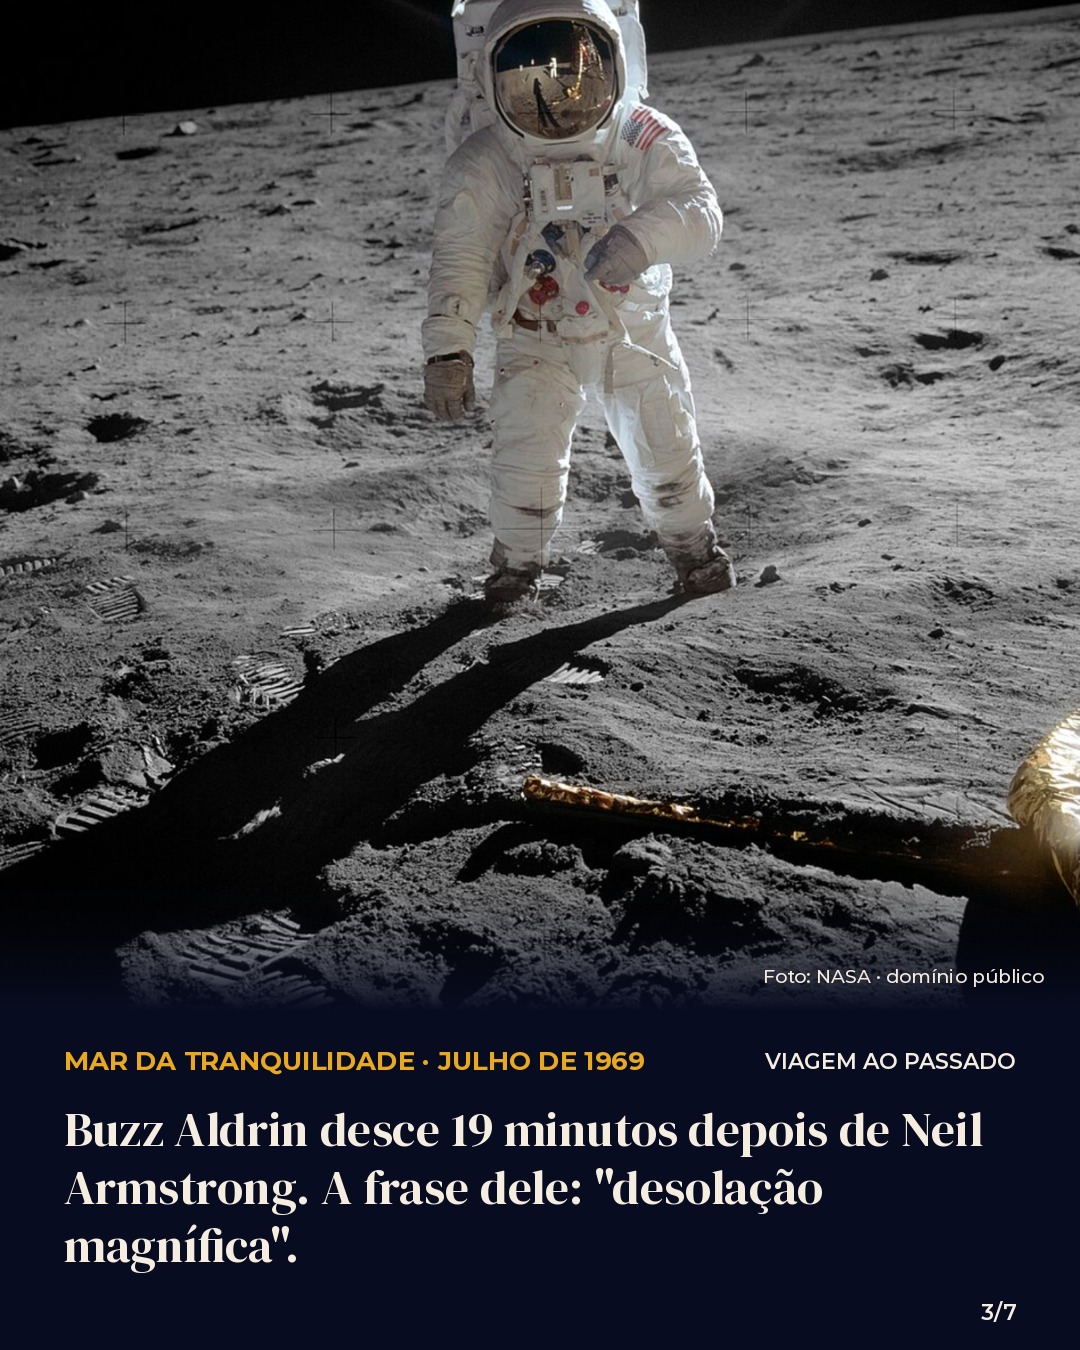 Foto: NASA · domínio público
MAR DA TRANQUILIDADE · JULHO DE 1969
VIAGEM AO PASSADO
Buzz Aldrin desce 19 minutos depois de Neil
Armstrong. A frase dele: "desolação
magnífica".
3/7